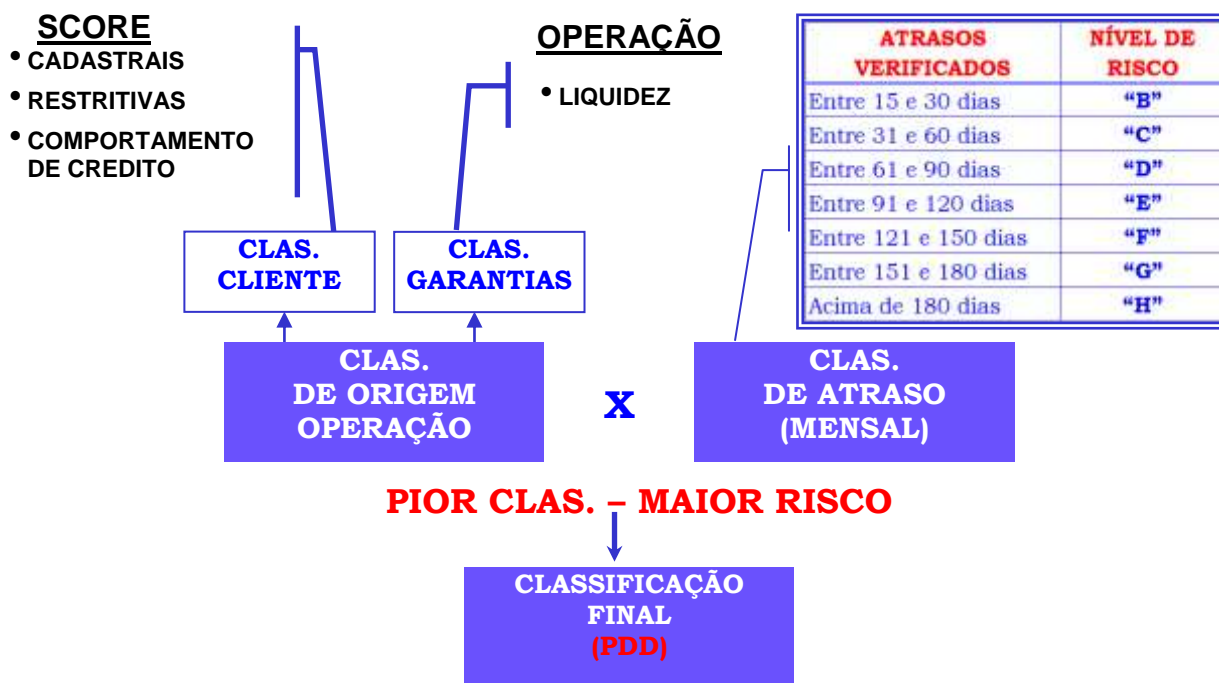 SCORE
• CADASTRAIS
• RESTRITIVAS
• COMPORTAMENTO
DE CREDITO
OPERAÇÃO
• LIQUIDEZ
ATRASOS VERIFICADOS NÍVEL DE RISCO
Entre 15 e 30 dias “B”
Entre 31 e 60 dias “C”
Entre 61 e 90 dias “D”
Entre 91 e 120 dias “E”
Entre 121 e 150 dias “F”
Entre 151 e 180 dias “G”
Acima de 180 dias “H”
CLAS.
CLIENTE
CLAS.
GARANTIAS
CLAS.
DE ORIGEM
OPERAÇÃO
X
CLAS.
DE ATRASO
(MENSAL)
PIOR CLAS. – MAIOR RISCO
CLASSIFICAÇÃO
FINAL
(PDD)